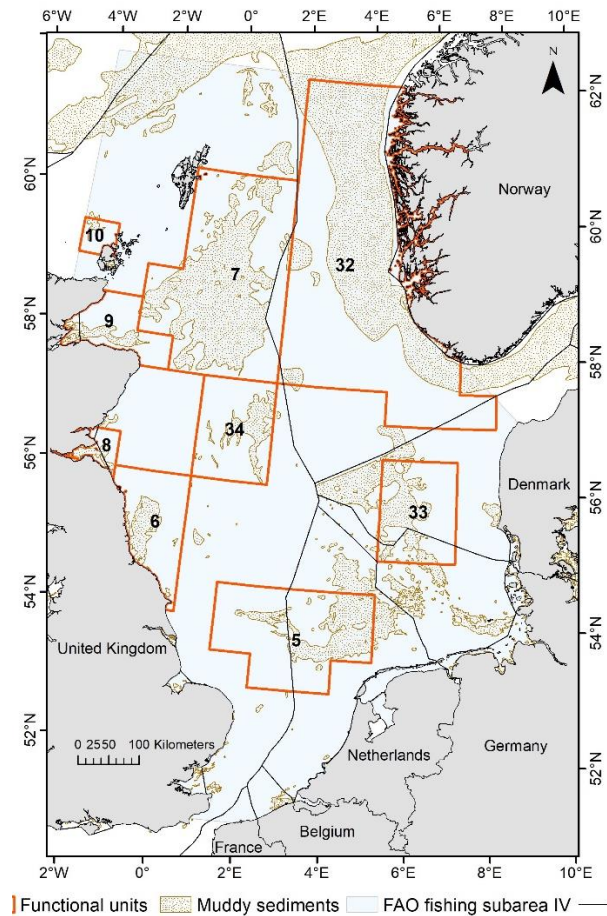 6°W 4°W 2°W 0° 2°E 4°E 6°E 8°E
N
62°N
60°N
Norway
60°N
10
7
32
9
58°N
58°N
34
8
56°N
56°N
Denmark
33
6
54°N
54°N
5
United Kingdom
0 2550 100 Kilometers
Netherlands
Germany
52°N
52°N
Belgium
France
2°W 0° 2°E 4°E 6°E 8°E 10°E
Functional units Muddy sediments FAO fishing subarea IV